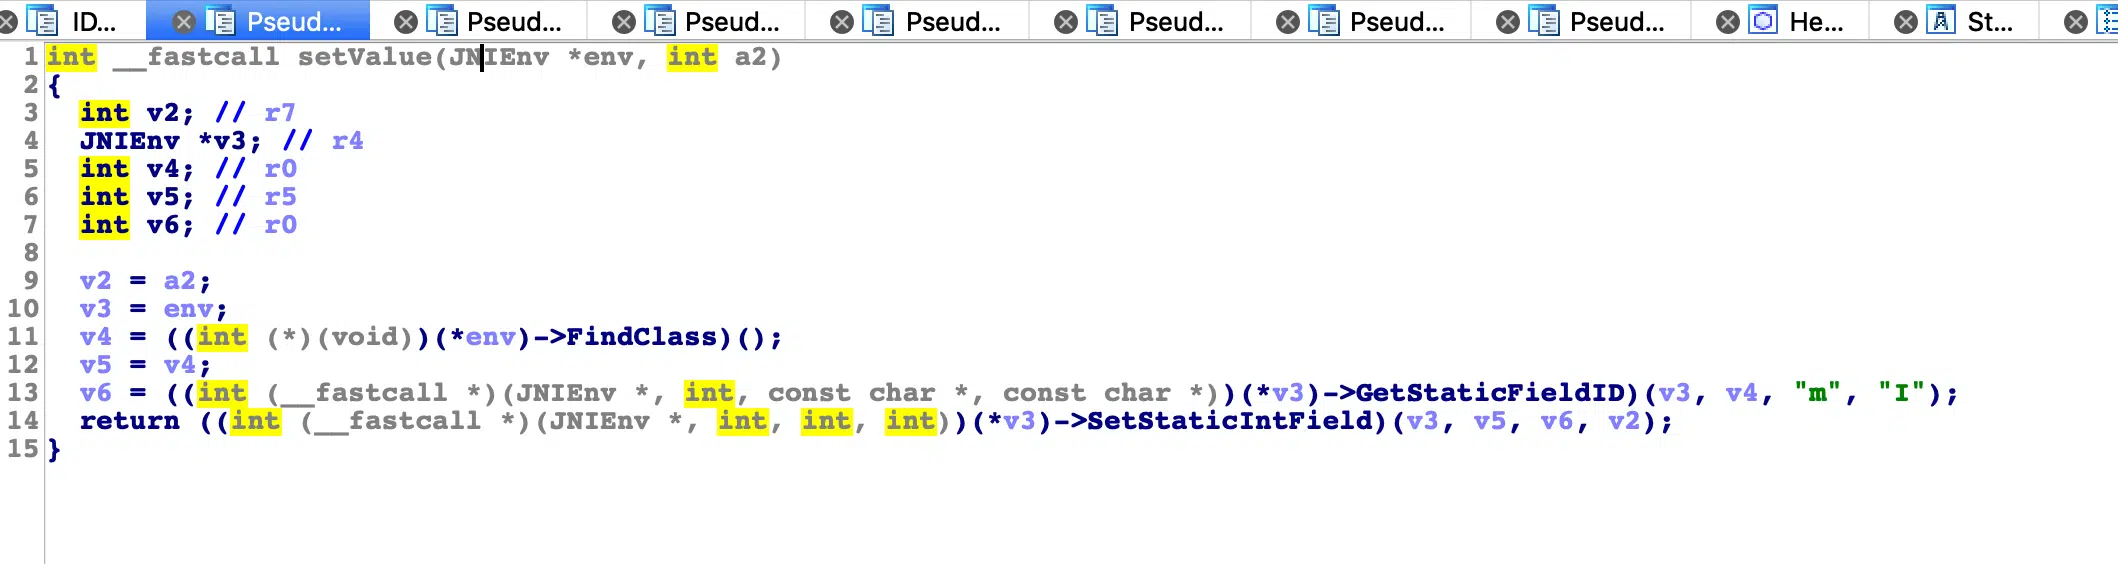 ID... Pseud... Pseud... Pseud... Pseud... Pseud... Pseud... Pseud... He... St...
1 int __fastcall setValue(JNIEnv *env, int a2)
2 {
3   int v2; // r7
4   JNIEnv *v3; // r4
5   int v4; // r0
6   int v5; // r5
7   int v6; // r0
8
9   v2 = a2;
10   v3 = env;
11   v4 = ((int (*)(void))(*env)->FindClass)();
12   v5 = v4;
13   v6 = ((int (__fastcall *)(JNIEnv *, int, const char *, const char *))(*v3)->GetStaticFieldID)(v3, v4, "m", "I");
14   return ((int (__fastcall *)(JNIEnv *, int, int, int))(*v3)->SetStaticIntField)(v3, v5, v6, v2);
15 }